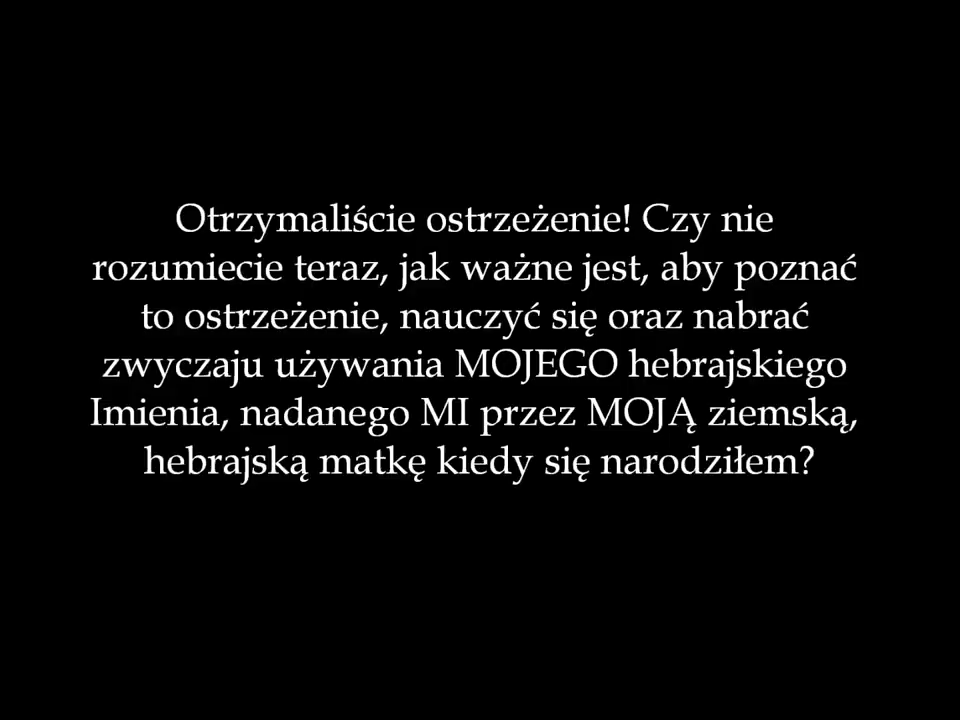 Otrzymaliście ostrzeżenie! Czy nie
rozumiecie teraz, jak ważne jest, aby poznać
to ostrzeżenie, nauczyć się oraz nabrać
zwyczaju używania MOJEGO hebrajskiego
Imienia, nadanego MI przez MOJĄ ziemską,
hebrajską matkę kiedy się narodziłem?